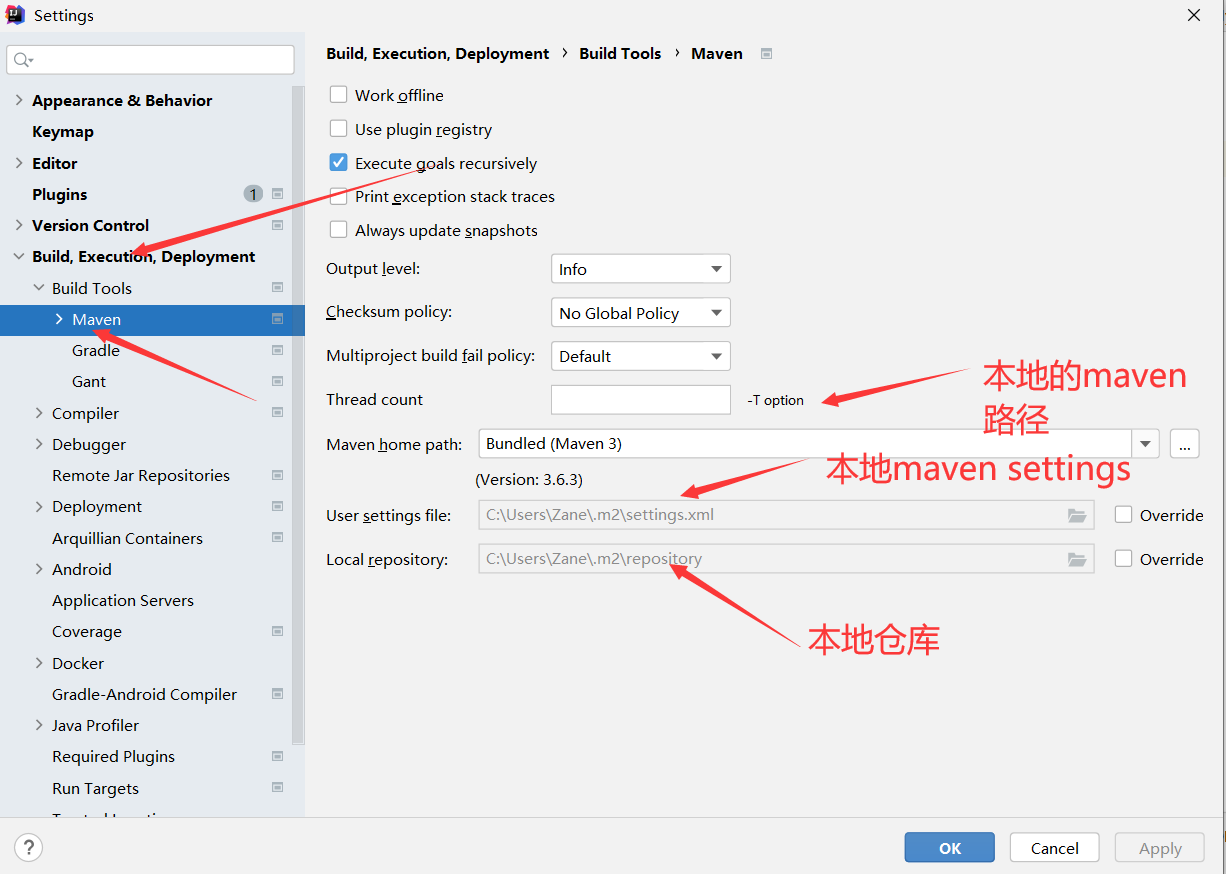 Settings
Appearance & Behavior
Keymap
Editor
Plugins 1
Version Control
Build, Execution, Deployment
Build Tools
Maven
Gradle
Gant
Compiler
Debugger
Remote Jar Repositories
Deployment
Arquillian Containers
Android
Application Servers
Coverage
Docker
Gradle-Android Compiler
Java Profiler
Required Plugins
Run Targets
Build, Execution, Deployment › Build Tools › Maven
Work offline
Use plugin registry
Execute goals recursively
Print exception stack traces
Always update snapshots
Output level: Info
Checksum policy: No Global Policy
Multiproject build fail policy: Default
Thread count -T option
本地的maven
路径
Maven home path: Bundled (Maven 3) ...
本地maven settings
(Version: 3.6.3)
User settings file: C:\Users\Zane\.m2\settings.xml Override
Local repository: C:\Users\Zane\.m2\repository Override
本地仓库
? OK Cancel Apply